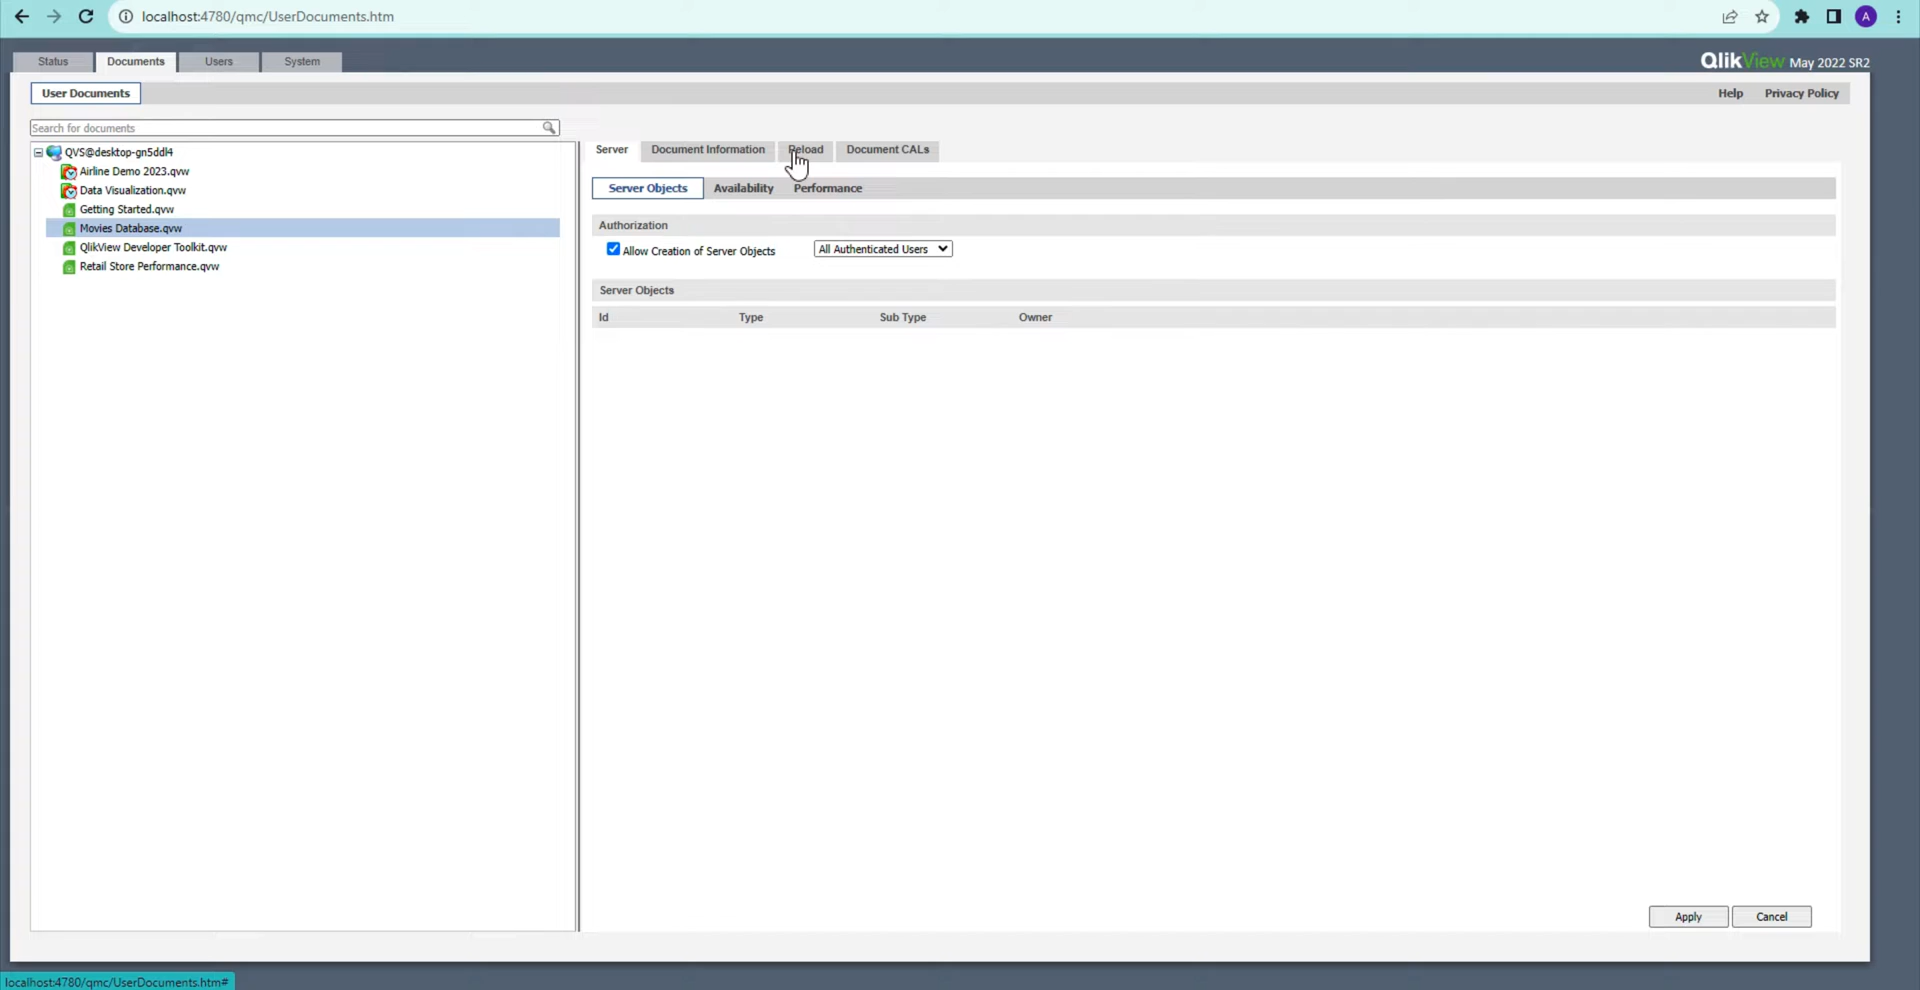 localhost:4780/qmc/UserDocuments.htm
A
Status Documents Users System
QlikView May 2022 SR2
User Documents
Help Privacy Policy
Search for documents
QVS@desktop-gn5ddl4
Airline Demo 2023.qvw
Data Visualization.qvw
Getting Started.qvw
Movies Database.qvw
QlikView Developer Toolkit.qvw
Retail Store Performance.qvw
Server Document Information Reload Document CALs
Server Objects Availability Performance
Authorization
Allow Creation of Server Objects All Authenticated Users
Server Objects
Id Type Sub Type Owner
Apply Cancel
localhost:4780/qmc/UserDocuments.htm#